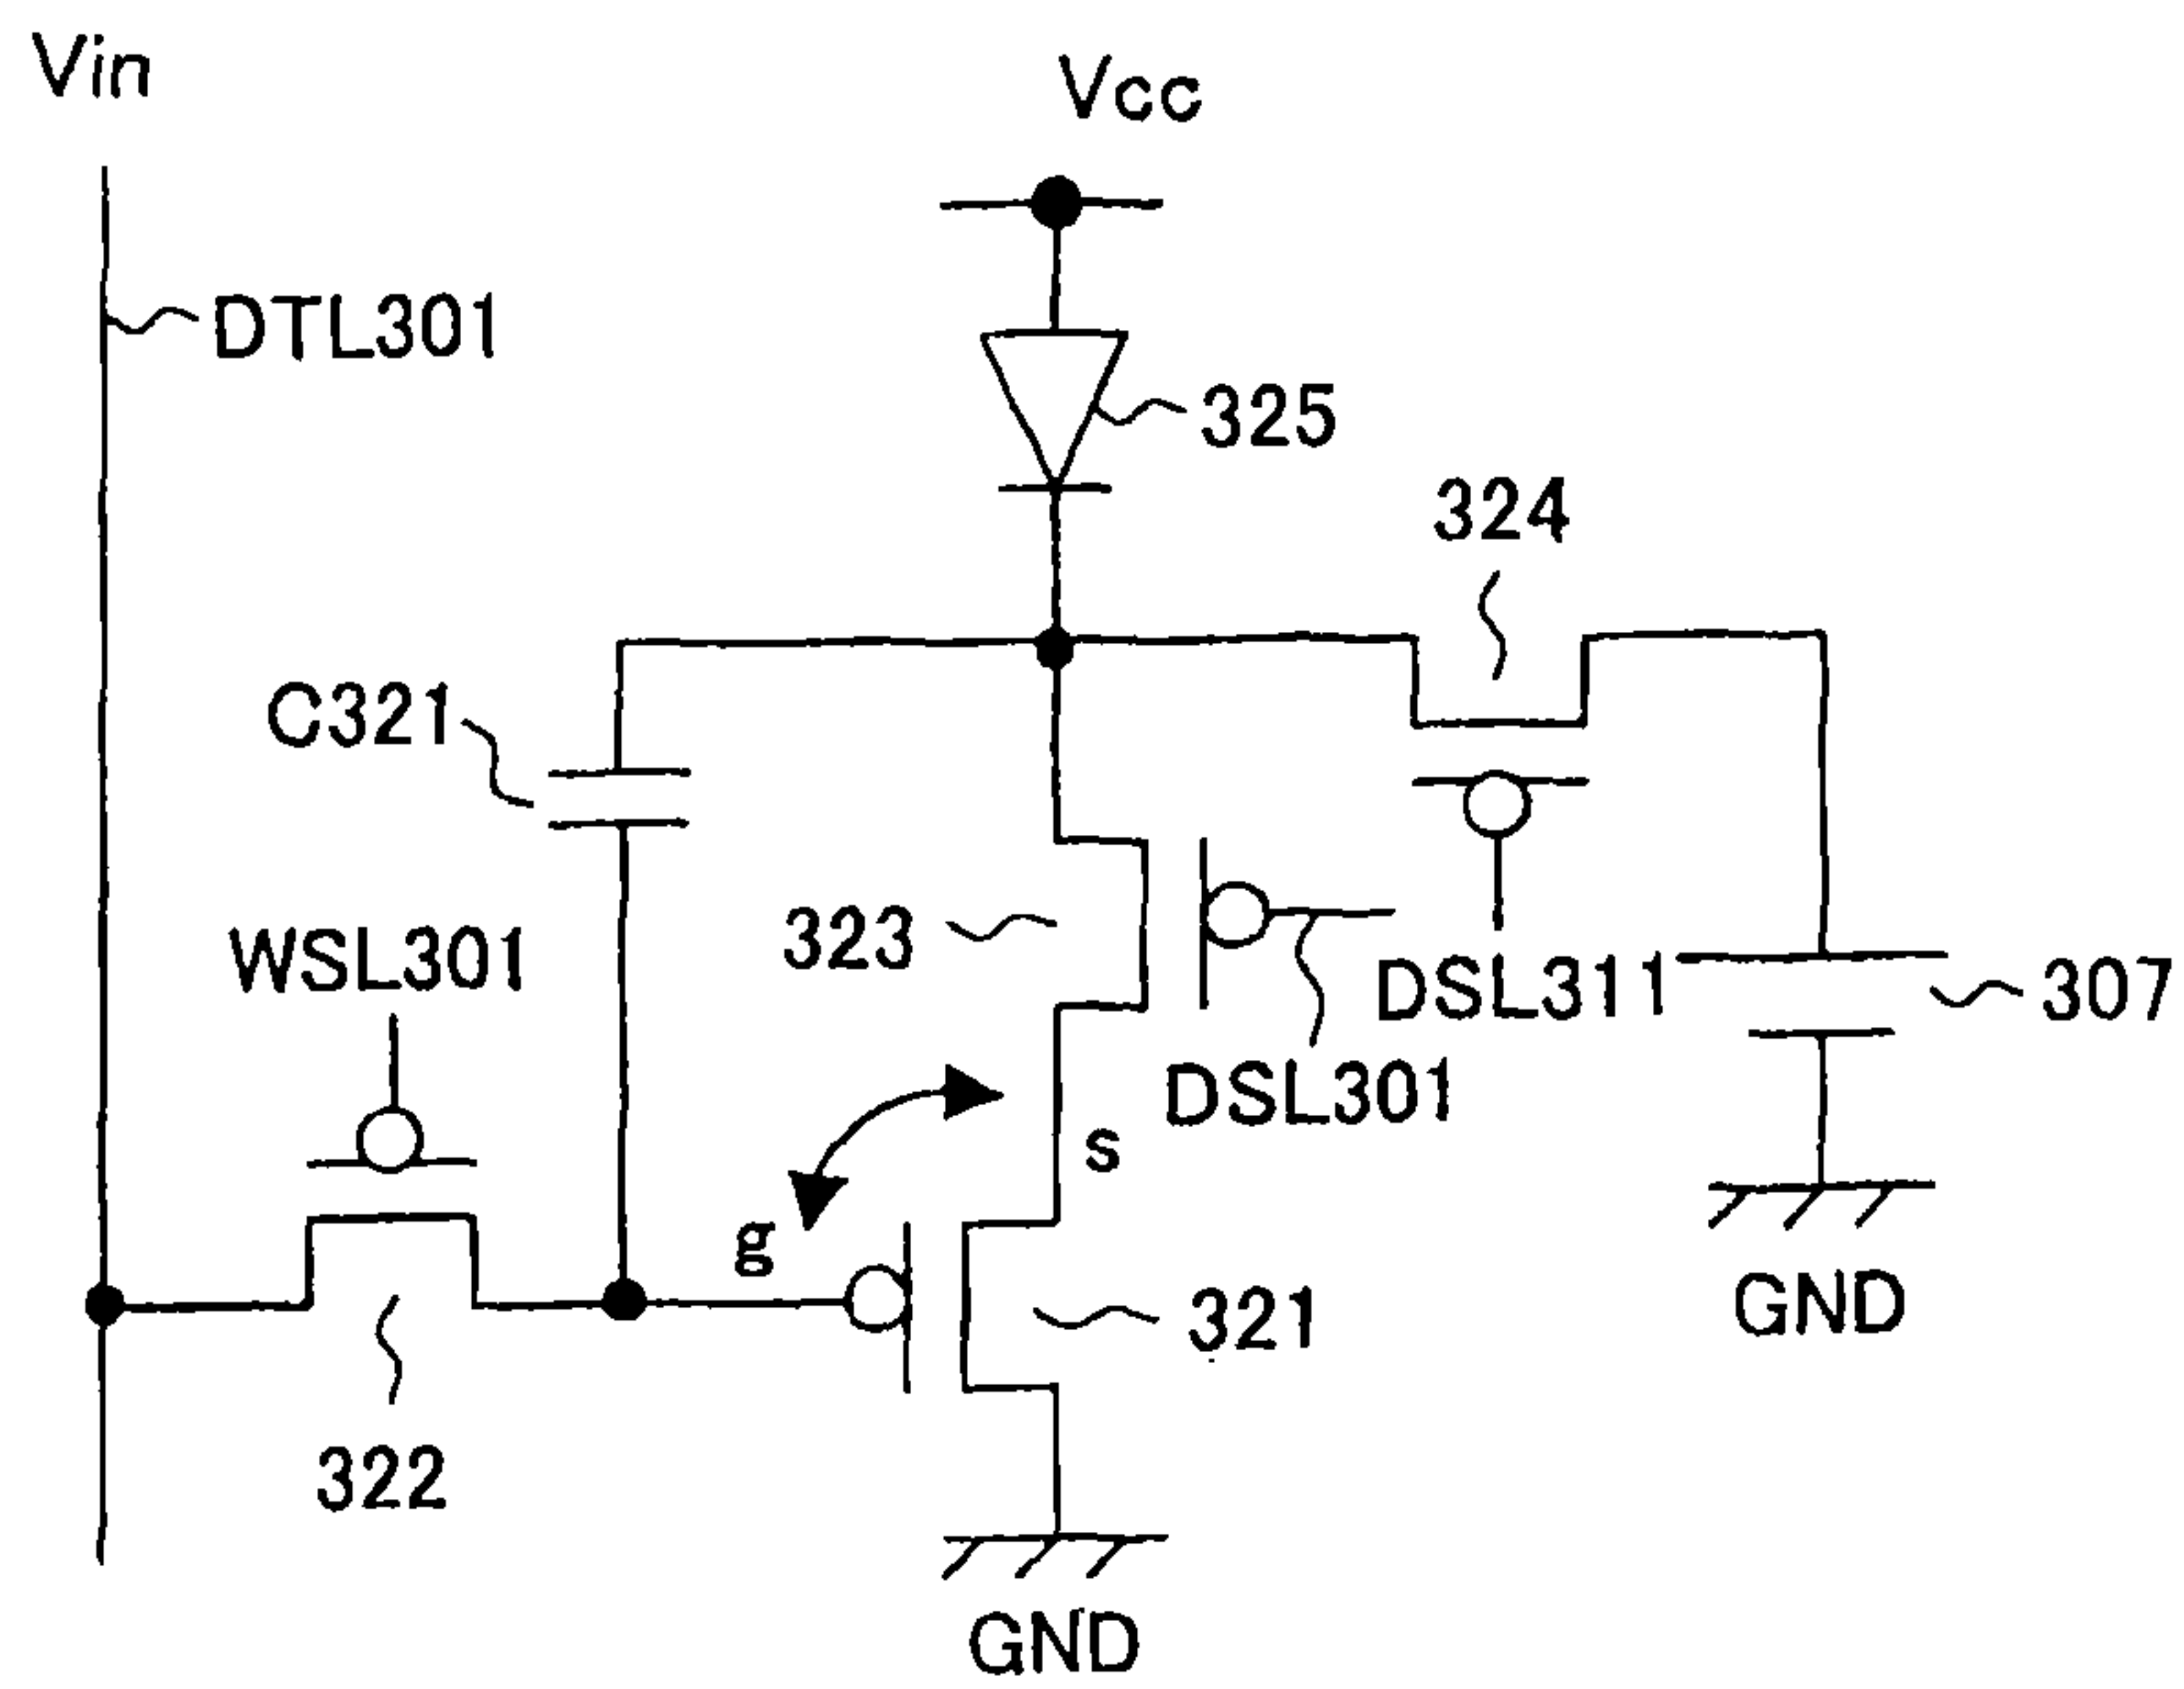 Vin
Vcc
DTL301
325
324
C321
323
WSL301
DSL311
307
DSL301
s
g
321
GND
322
GND